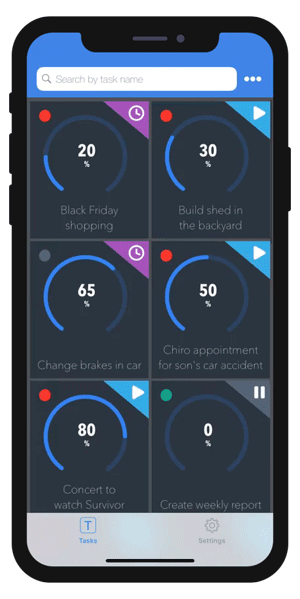 Search by task name
20
%
Black Friday
shopping
30
%
Build shed in
the backyard
65
%
Change brakes in car
50
%
Chiro appointment
for son's car accident
80
%
Concert to
watch Survivor
0
%
Create weekly report
T
Tasks
Settings